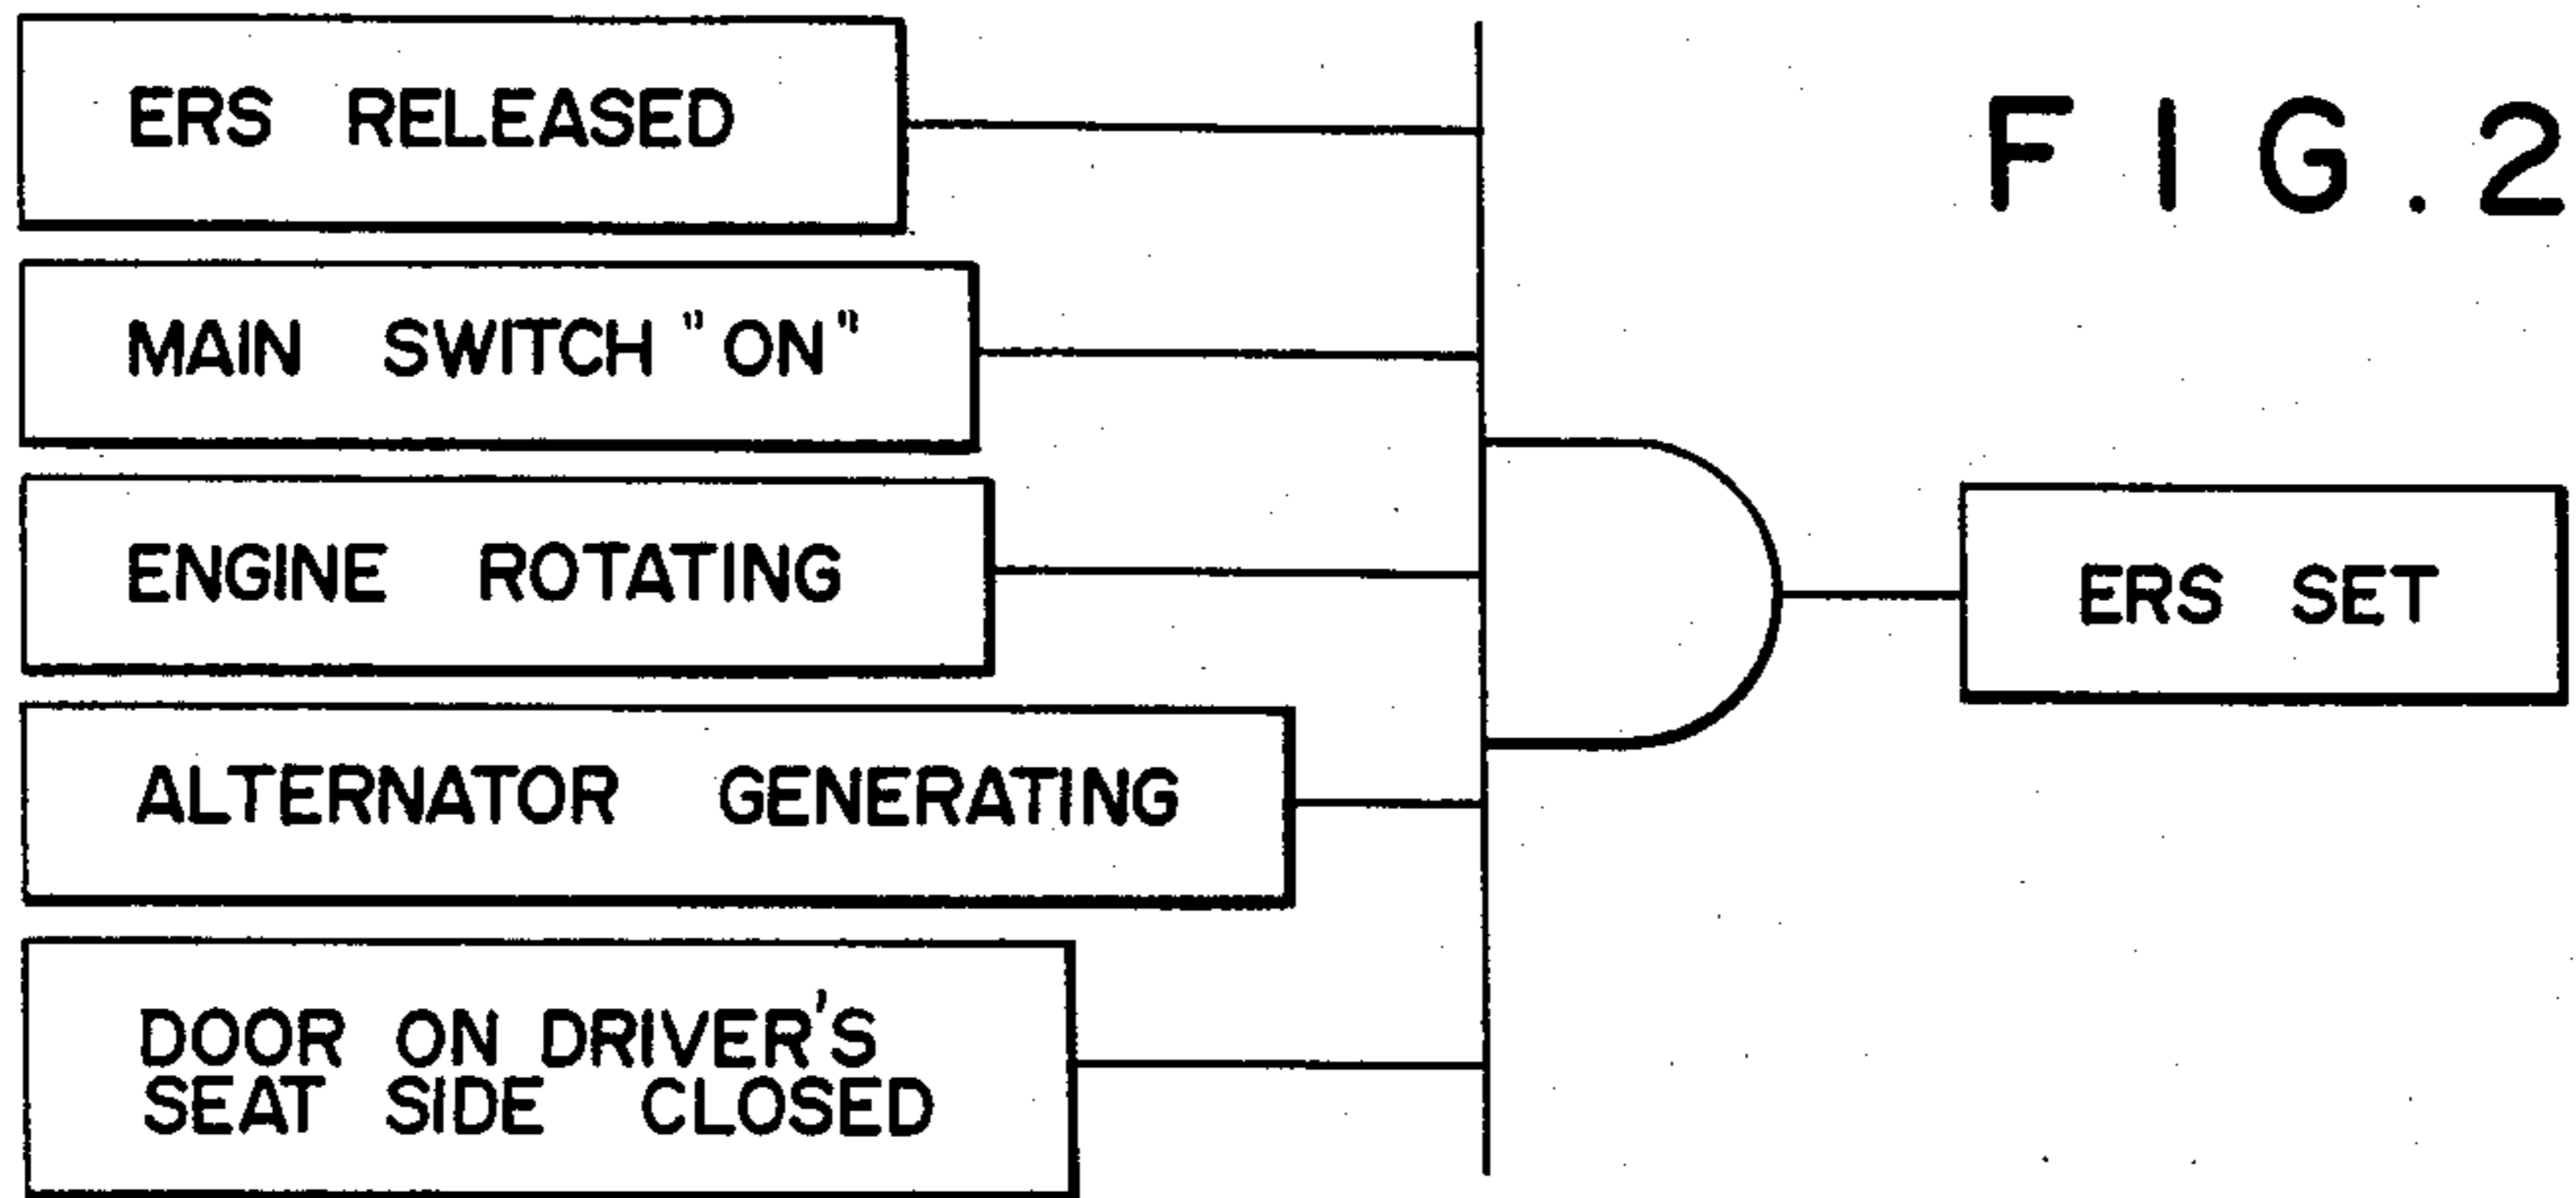 ERS RELEASED
FIG.2
MAIN SWITCH "ON"
ENGINE ROTATING
ERS SET
ALTERNATOR GENERATING
DOOR ON DRIVER'S
SEAT SIDE CLOSED